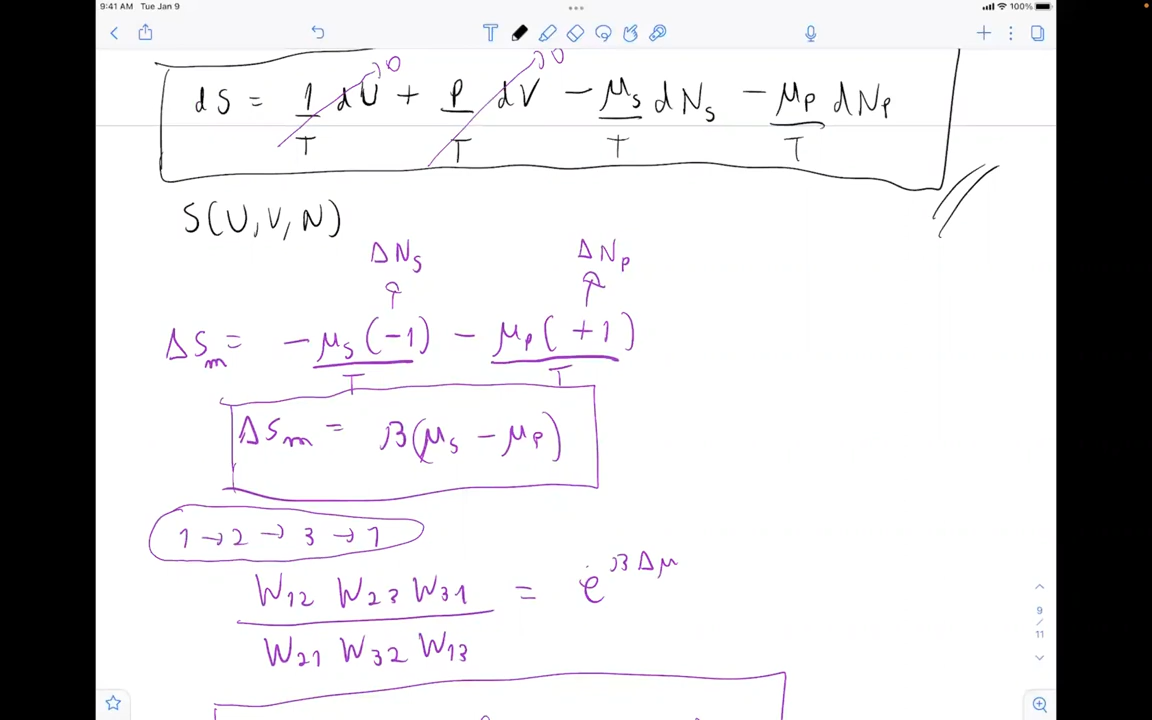 9:41 AM Tue Jan 9
100%
dS = 1/T dU → 0 + P/T dV → 0 − μs/T dNs − μP/T dNP
S(U, V, N)
ΔNs ΔNP
ΔSm = −μs(−1)/T − μP(+1)/T
ΔSm = β(μs − μP)
1 → 2 → 3 → 1
W12 W23 W31 / W21 W32 W13 = e^βΔμ
9
/
11